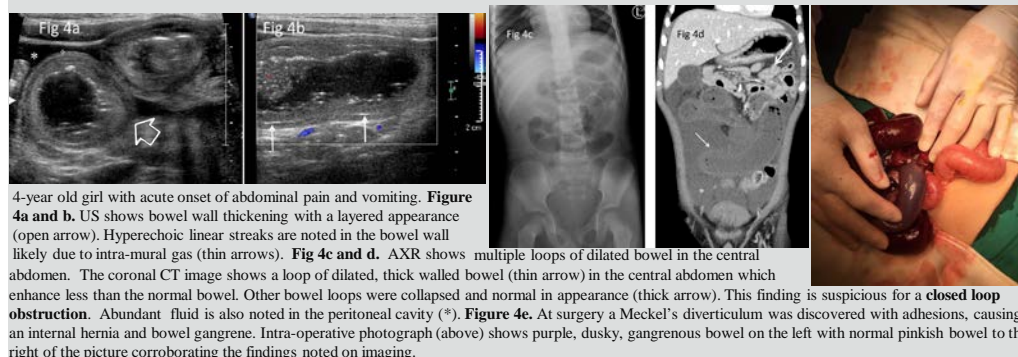 Fig 4a
Fig 4b
Fig 4c
Fig 4d
*
2 cm
L
*
4-year old girl with acute onset of abdominal pain and vomiting. Figure
4a and b. US shows bowel wall thickening with a layered appearance
(open arrow). Hyperechoic linear streaks are noted in the bowel wall
likely due to intra-mural gas (thin arrows). Fig 4c and d. AXR shows multiple loops of dilated bowel in the central
abdomen. The coronal CT image shows a loop of dilated, thick walled bowel (thin arrow) in the central abdomen which
enhance less than the normal bowel. Other bowel loops were collapsed and normal in appearance (thick arrow). This finding is suspicious for a closed loop
obstruction. Abundant fluid is also noted in the peritoneal cavity (*). Figure 4e. At surgery a Meckel's diverticulum was discovered with adhesions, causing
an internal hernia and bowel gangrene. Intra-operative photograph (above) shows purple, dusky, gangrenous bowel on the left with normal pinkish bowel to th
right of the picture corroborating the findings noted on imaging.